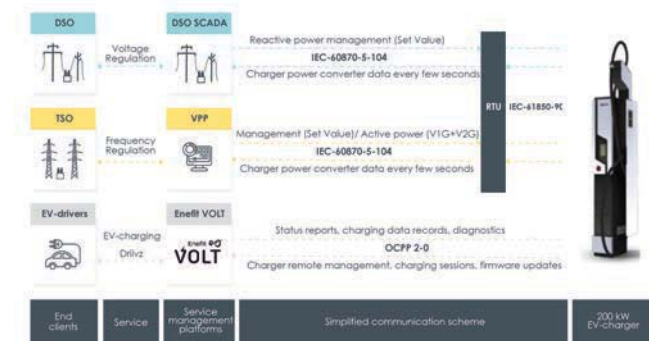 DSO
DSO SCADA
Voltage
Regulation
Reactive power management (Set Value)
IEC-60870-5-104
Charger power converter data every few seconds
TSO
VPP
Frequency
Regulation
Management (Set Value)/ Active power (V1G+V2G)
IEC-60870-5-104
Charger power converter data every few seconds
RTU
IEC-61850-90
EV-drivers
Enefit VOLT
EV-charging
Driivz
Enefit
VOLT
Status reports, charging data records, diagnostics
OCPP 2-0
Charger remote management, charging sessions, firmware updates
End
clients
Service
Service
management
platforms
Simplified communication scheme
200 kW
EV-charger